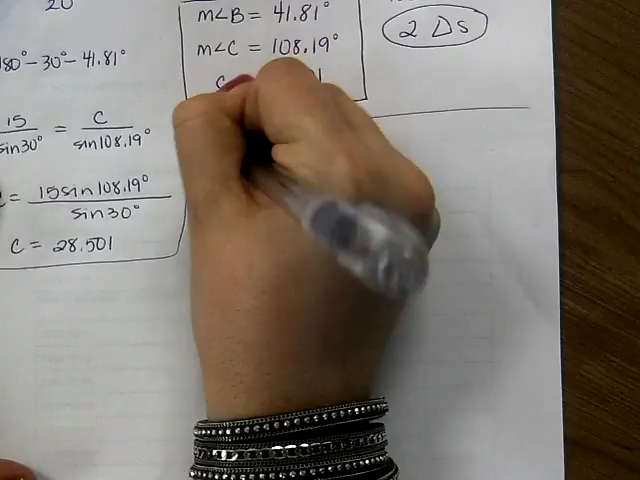 20
180° - 30° - 41.81°
15/sin30° = C/sin108.19°
= 15sin108.19°/sin30°
C = 28.501
m∠B = 41.81°
m∠C = 108.19°
2 △s